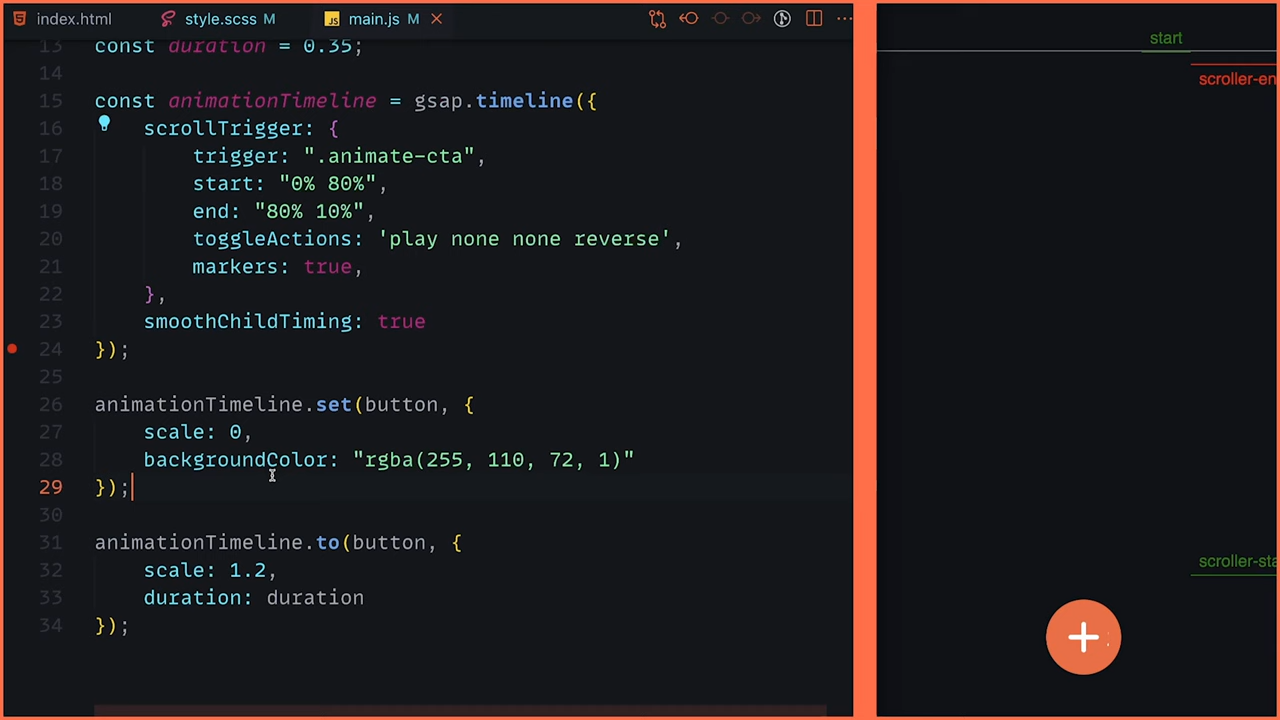 index.html
style.scss M
JS main.js M
13 const duration = 0.35;
14
15 const animationTimeline = gsap.timeline({
16 scrollTrigger: {
17 trigger: ".animate-cta",
18 start: "0% 80%",
19 end: "80% 10%",
20 toggleActions: 'play none none reverse',
21 markers: true,
22 },
23 smoothChildTiming: true
24 });
25
26 animationTimeline.set(button, {
27 scale: 0,
28 backgroundColor: "rgba(255, 110, 72, 1)"
29 });
30
31 animationTimeline.to(button, {
32 scale: 1.2,
33 duration: duration
34 });
start
scroller-en
scroller-sta